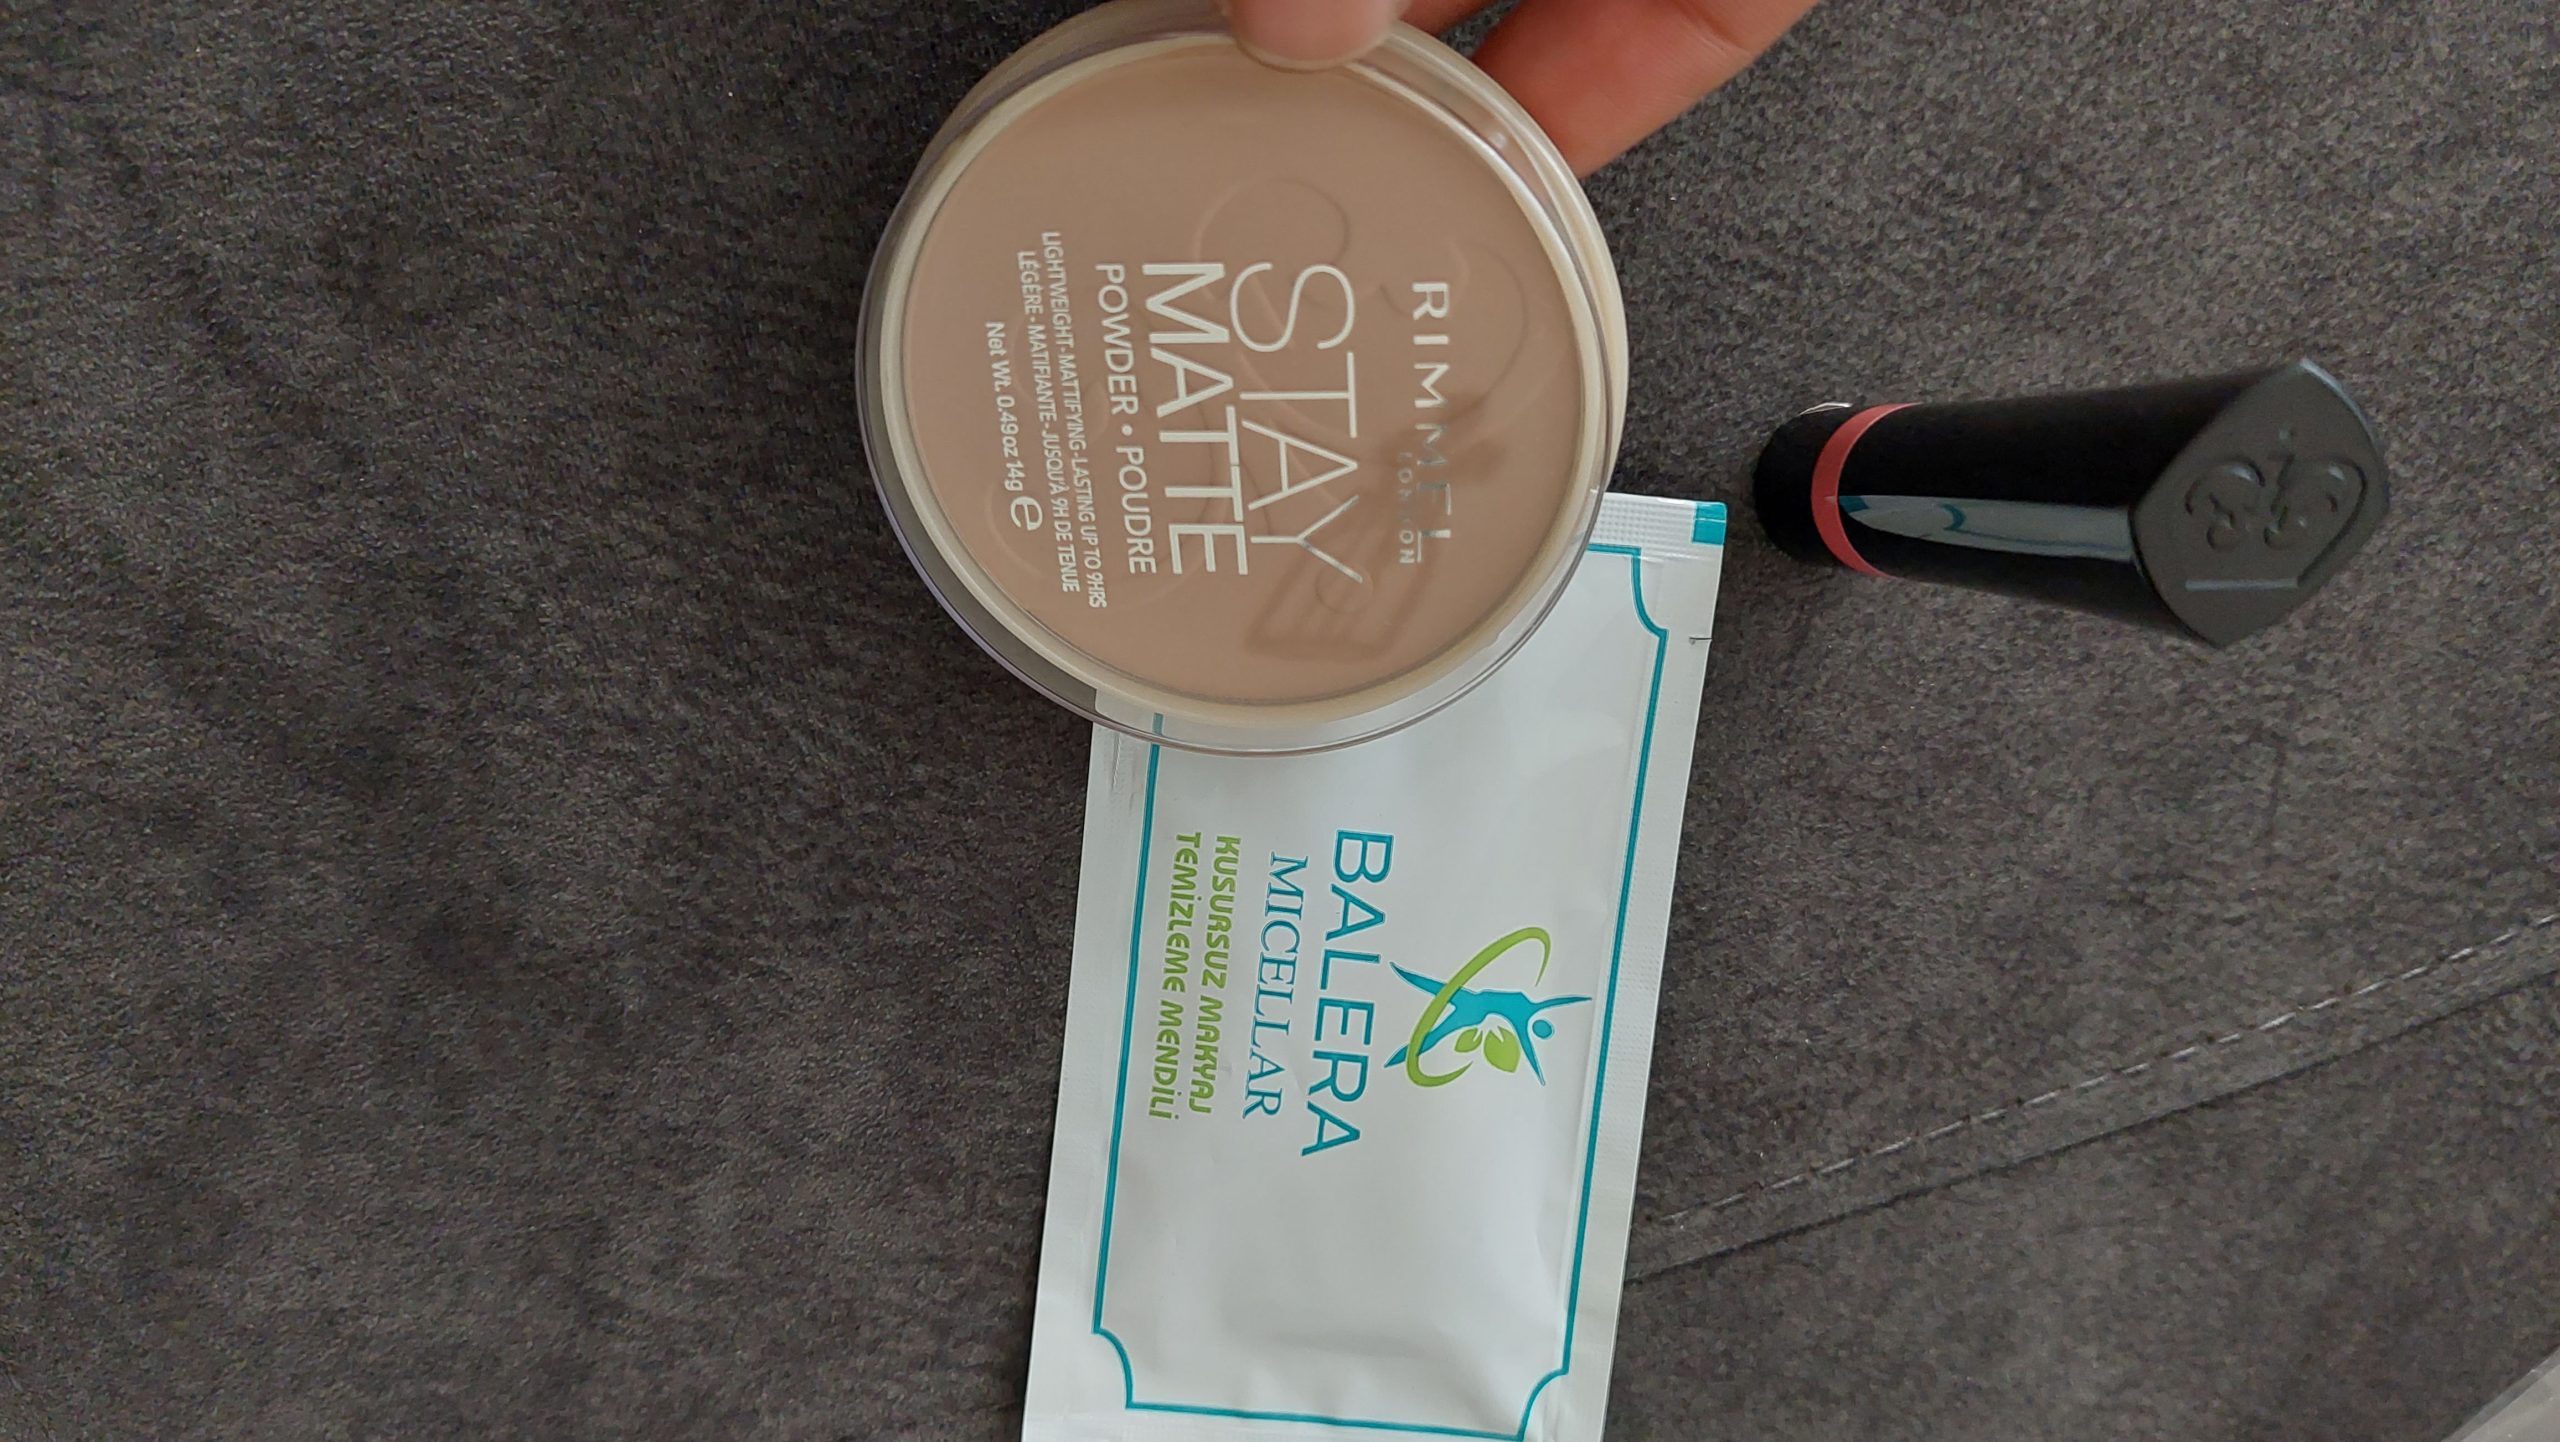 RIMMEL
LONDON
STAY
MATTE
POWDER • POUDRE
LIGHTWEIGHT • MATTIFYING • LASTING UP TO 9HRS
LÉGÈRE • MATIFIANTE • JUSQU'À 9H DE TENUE
Net Wt. 0.49oz 14g e
BALERA
MICELLAR
KUSURSUZ MAKYAJ
TEMİZLEME MENDİLİ